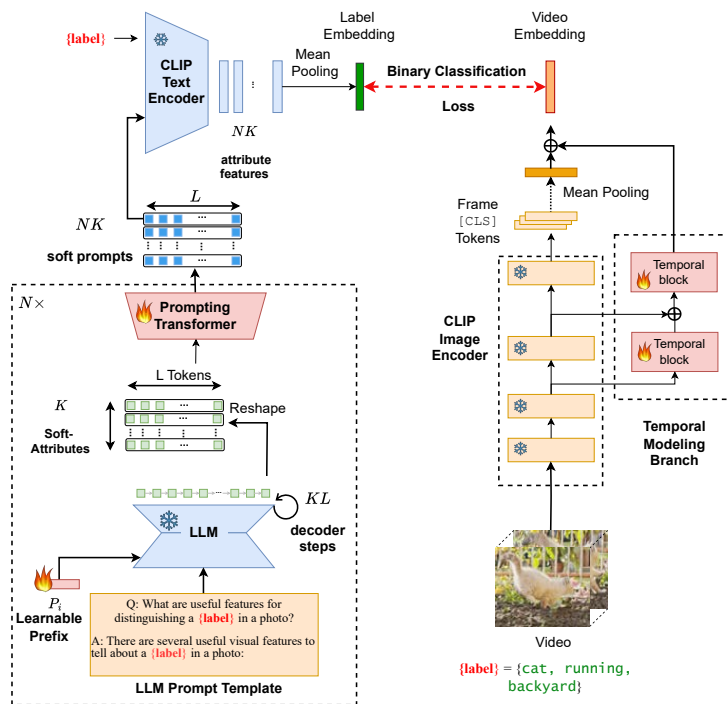 {label}
CLIP
Text
Encoder
NK
attribute
features
Mean
Pooling
Label
Embedding
Binary Classification
Loss
Video
Embedding
Mean Pooling
Frame
[CLS]
Tokens
CLIP
Image
Encoder
Temporal
block
Temporal
block
Temporal
Modeling
Branch
Video
{label} = {cat, running,
backyard}
NK
L
soft prompts
N×
Prompting
Transformer
L Tokens
K
Reshape
Soft-
Attributes
KL
LLM
decoder
steps
P_i
Learnable
Prefix
Q: What are useful features for
distinguishing a {label} in a photo?
A: There are several useful visual features to
tell about a {label} in a photo:
LLM Prompt Template